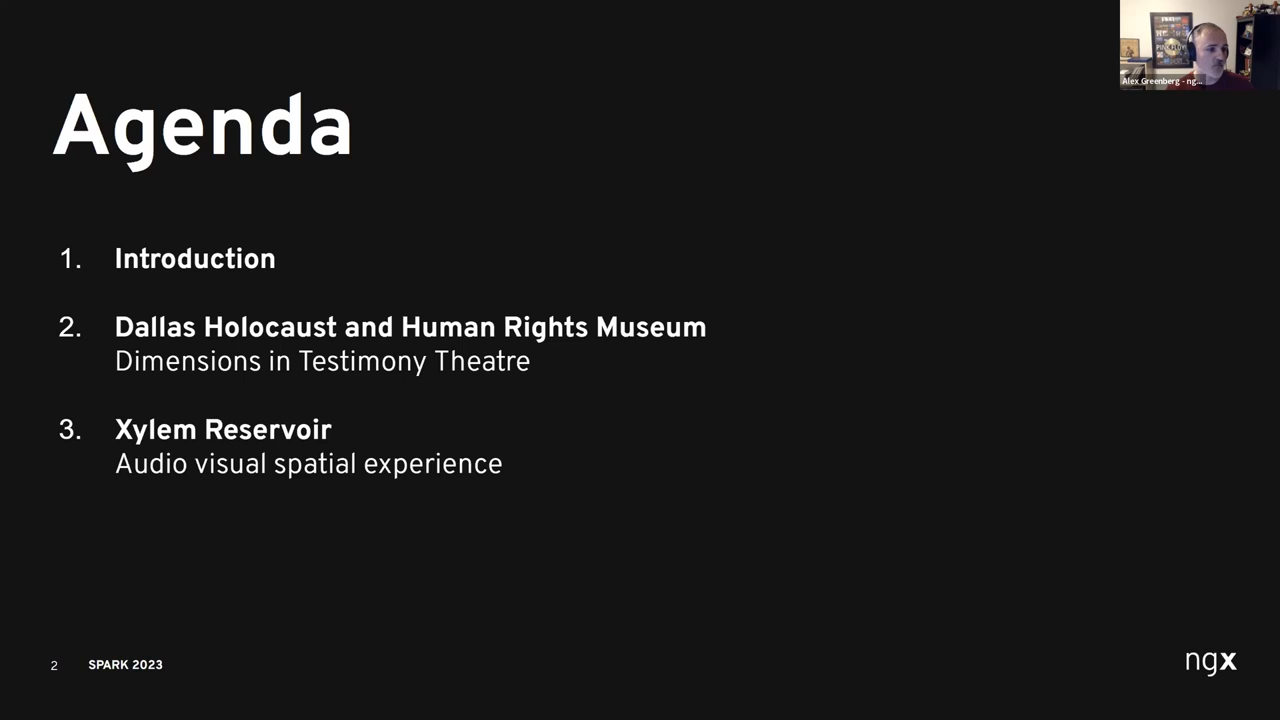 Agenda
Alex Greenberg - ng...
1. Introduction
2. Dallas Holocaust and Human Rights Museum
Dimensions in Testimony Theatre
3. Xylem Reservoir
Audio visual spatial experience
2 SPARK 2023
ngx